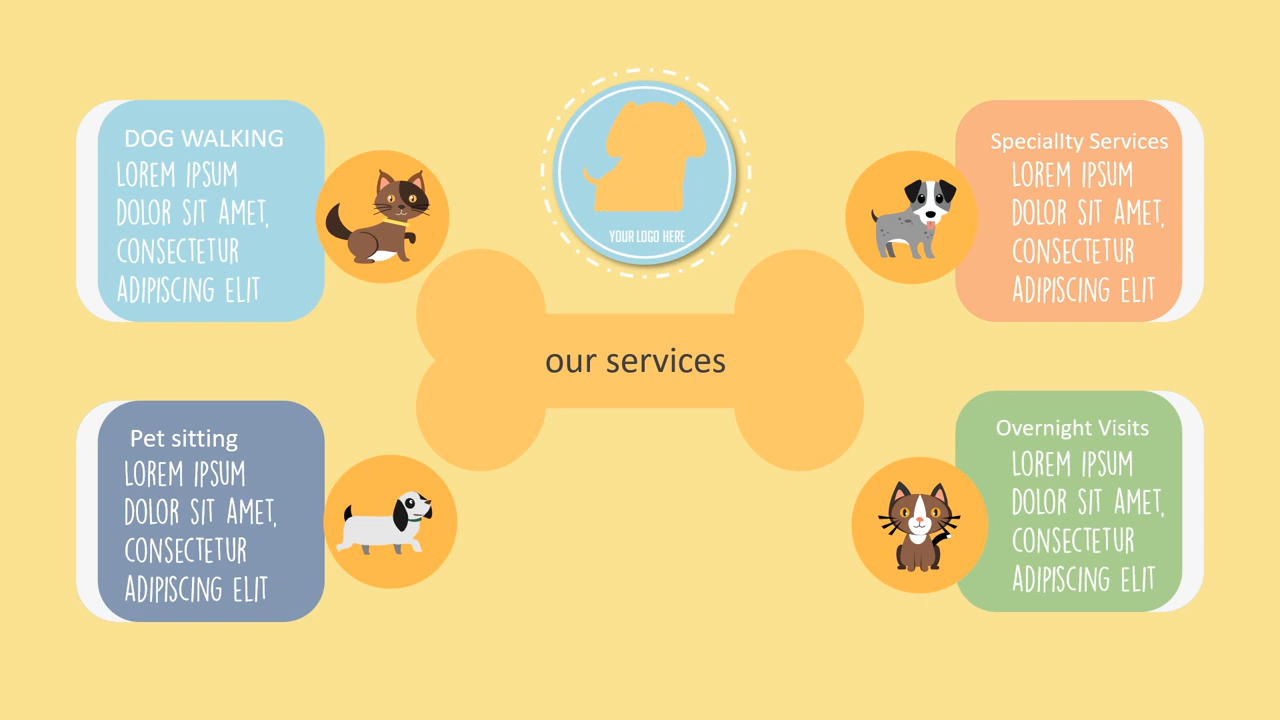 YOUR LOGO HERE
DOG WALKING
LOREM IPSUM
DOLOR SIT AMET,
CONSECTETUR
ADIPISCING ELIT
Speciallty Services
LOREM IPSUM
DOLOR SIT AMET,
CONSECTETUR
ADIPISCING ELIT
our services
Pet sitting
LOREM IPSUM
DOLOR SIT AMET,
CONSECTETUR
ADIPISCING ELIT
Overnight Visits
LOREM IPSUM
DOLOR SIT AMET,
CONSECTETUR
ADIPISCING ELIT